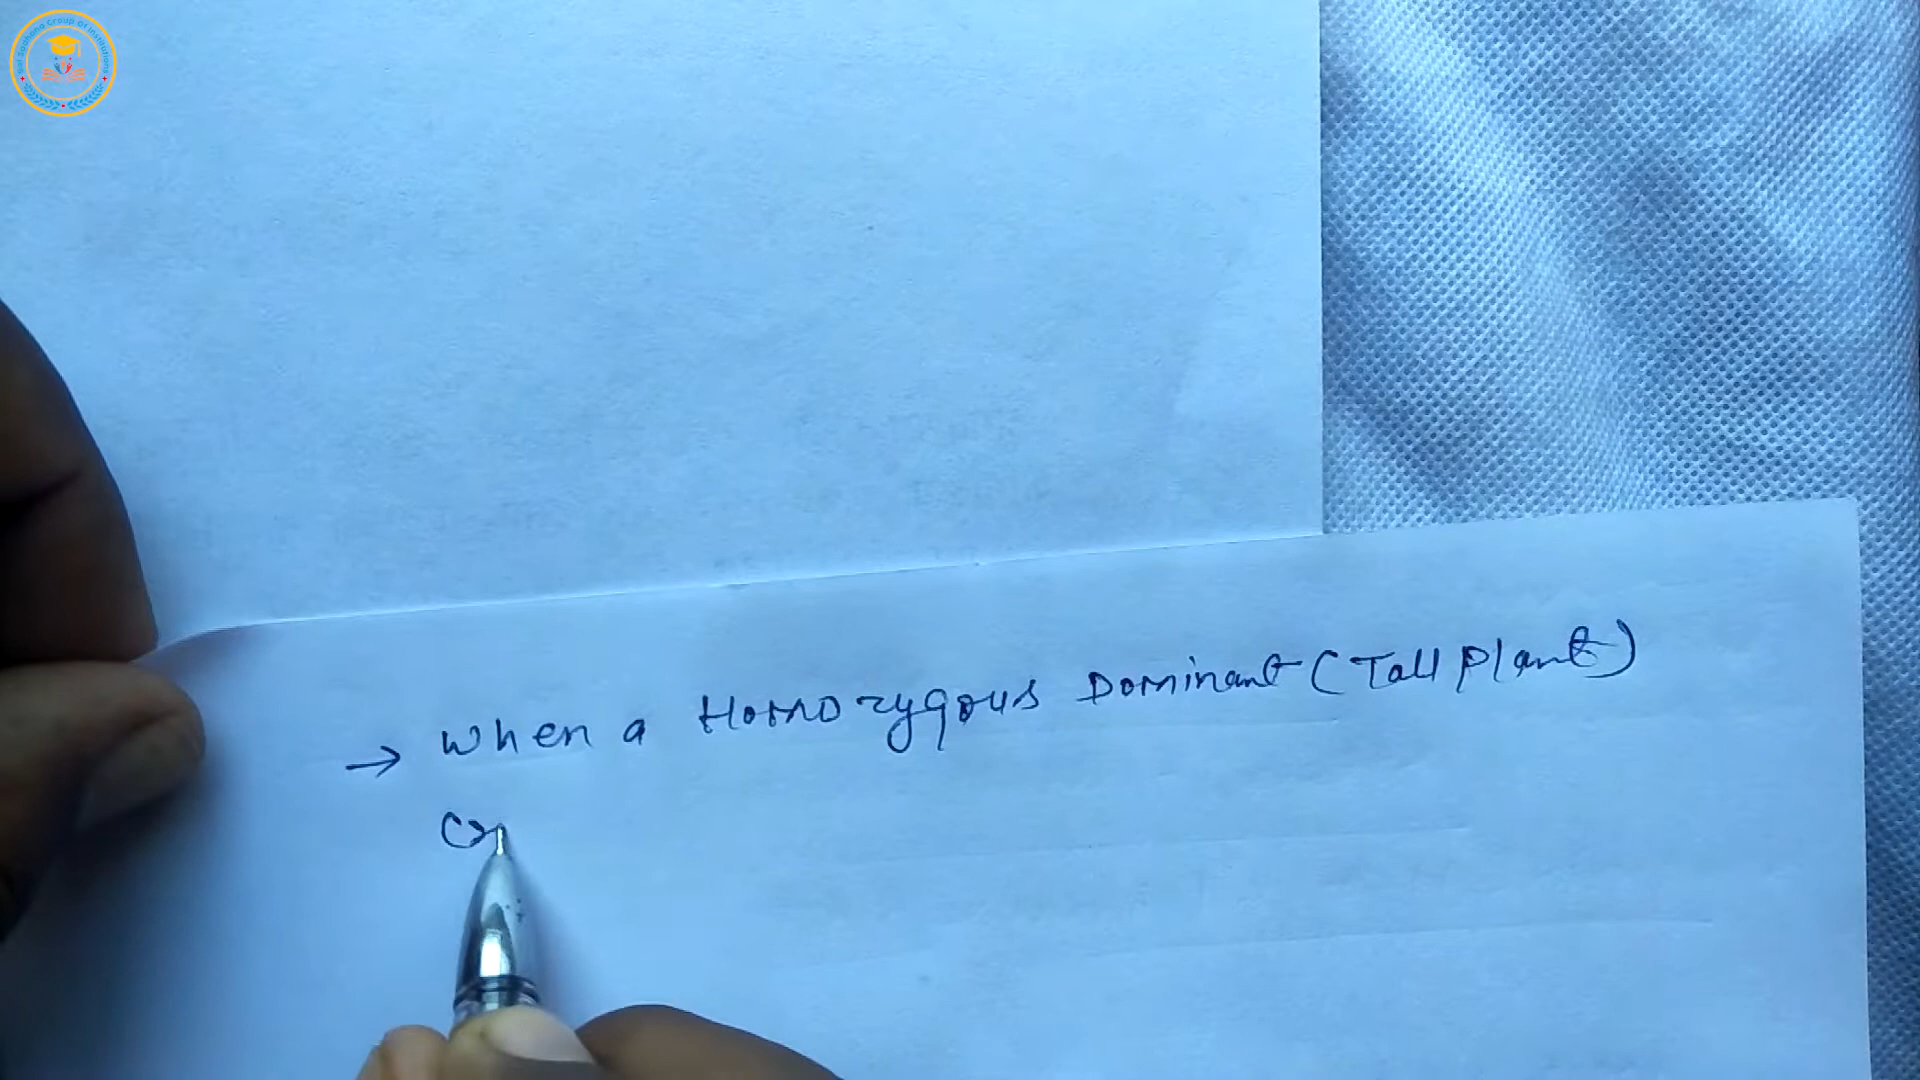 → When a Homozygous Dominant (Tall Plant)